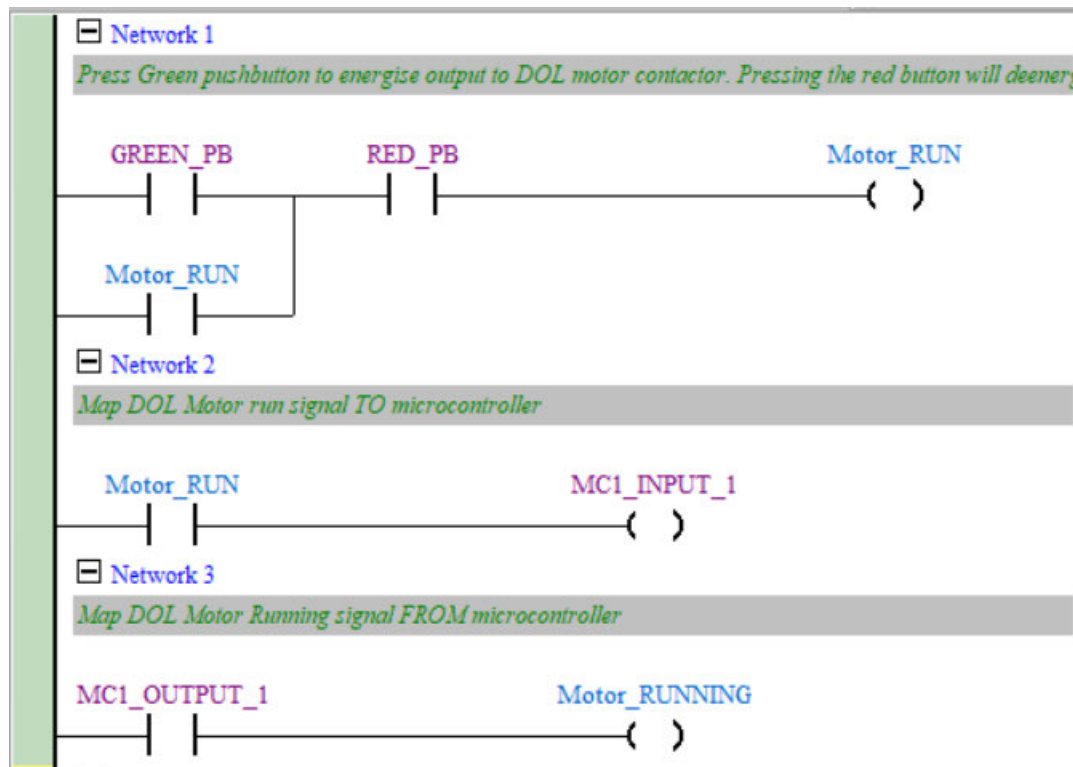 Network 1
Press Green pushbutton to energise output to DOL motor contactor. Pressing the red button will
GREEN_PB RED_PB Motor_RUN
Motor_RUN
Network 2
Map DOL Motor run signal TO microcontroller
Motor_RUN MC1_INPUT_1
Network 3
Map DOL Motor Running signal FROM microcontroller
MC1_OUTPUT_1 Motor_RUNNING